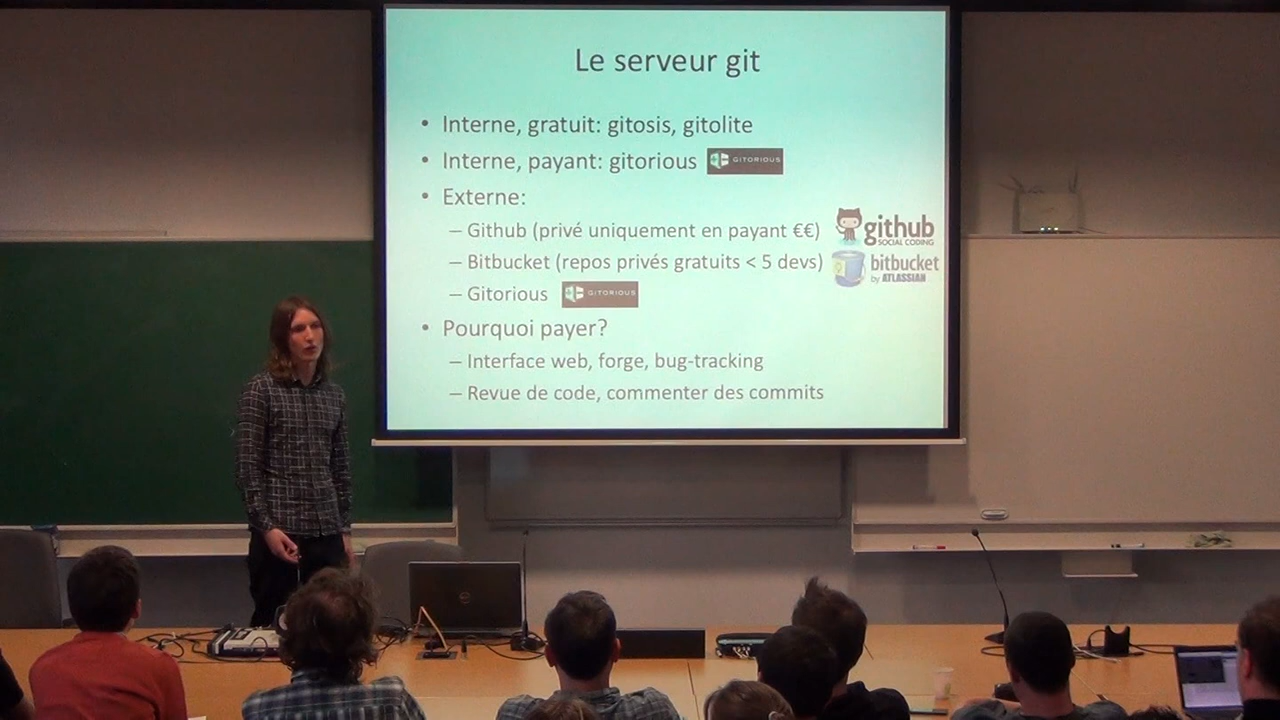 Le serveur git
• Interne, gratuit: gitosis, gitolite
• Interne, payant: gitorious GITORIOUS
• Externe:
– Github (privé uniquement en payant €€) github
SOCIAL CODING
– Bitbucket (repos privés gratuits < 5 devs) bitbucket
by ATLASSIAN
– Gitorious GITORIOUS
• Pourquoi payer?
– Interface web, forge, bug-tracking
– Revue de code, commenter des commits